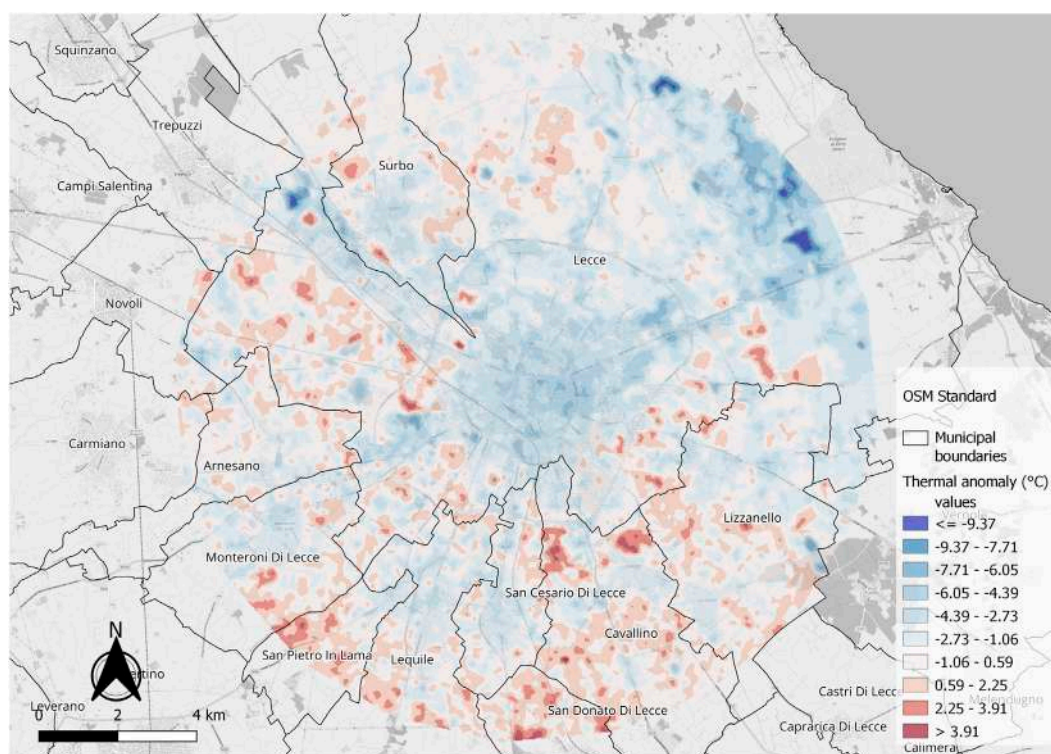 Squinzano
Trepuzzi
Surbo
Campi Salentina
Lecce
Novoli
OSM Standard
Carmiano
Municipal
boundaries
Arnesano
Thermal anomaly (°C)
values
Lizzanello
<= -9.37
-9.37 - -7.71
Monteroni Di Lecce
-7.71 - -6.05
-6.05 - -4.39
San Cesario Di Lecce
-4.39 - -2.73
Cavallino
-2.73 - -1.06
N
San Pietro In Lama
Lequile
-1.06 - 0.59
0.59 - 2.25
Castri Di Lecce
Melendugno
Leverano
San Donato Di Lecce
2.25 - 3.91
0 2 4 km
Caprarica Di Lecce
> 3.91
Calimera